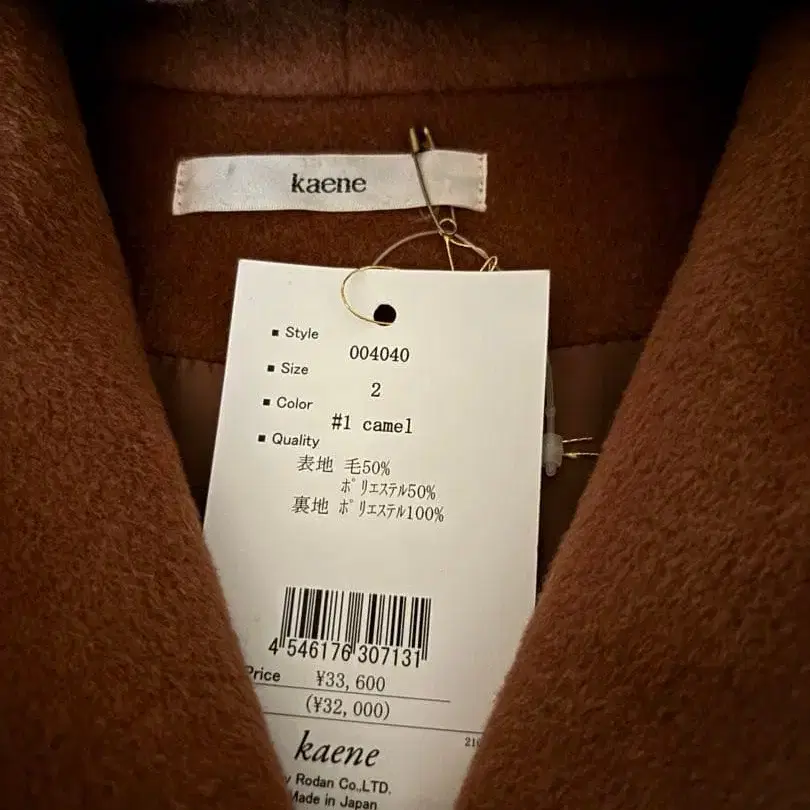 kaene
■ Style
004040
■ Size
2
■ Color
#1 camel
■ Quality
表地 毛50%
ﾎﾟﾘｴｽﾃﾙ50%
裏地 ﾎﾟﾘｴｽﾃﾙ100%
4 546176 307131
Price ¥33,600
(¥32,000)
kaene
Rodan Co.,LTD.
Made in Japan